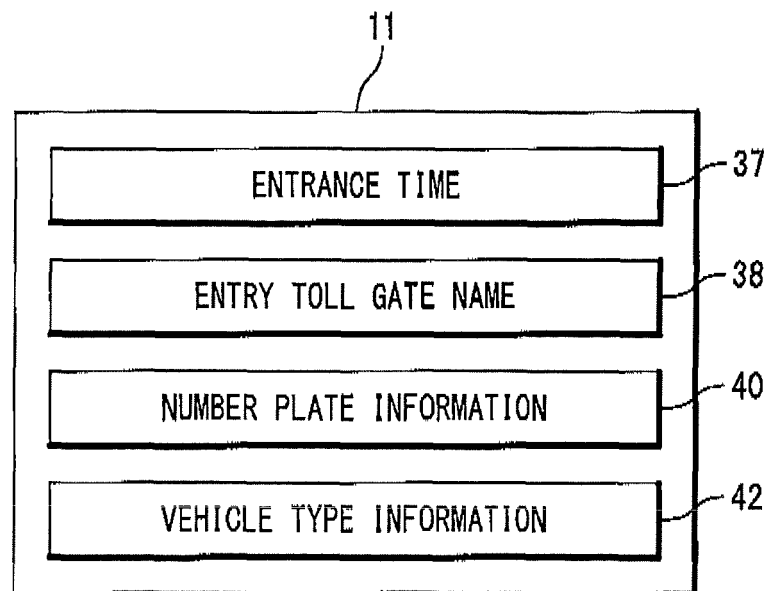 11
ENTRANCE TIME
37
ENTRY TOLL GATE NAME
38
NUMBER PLATE INFORMATION
40
VEHICLE TYPE INFORMATION
42